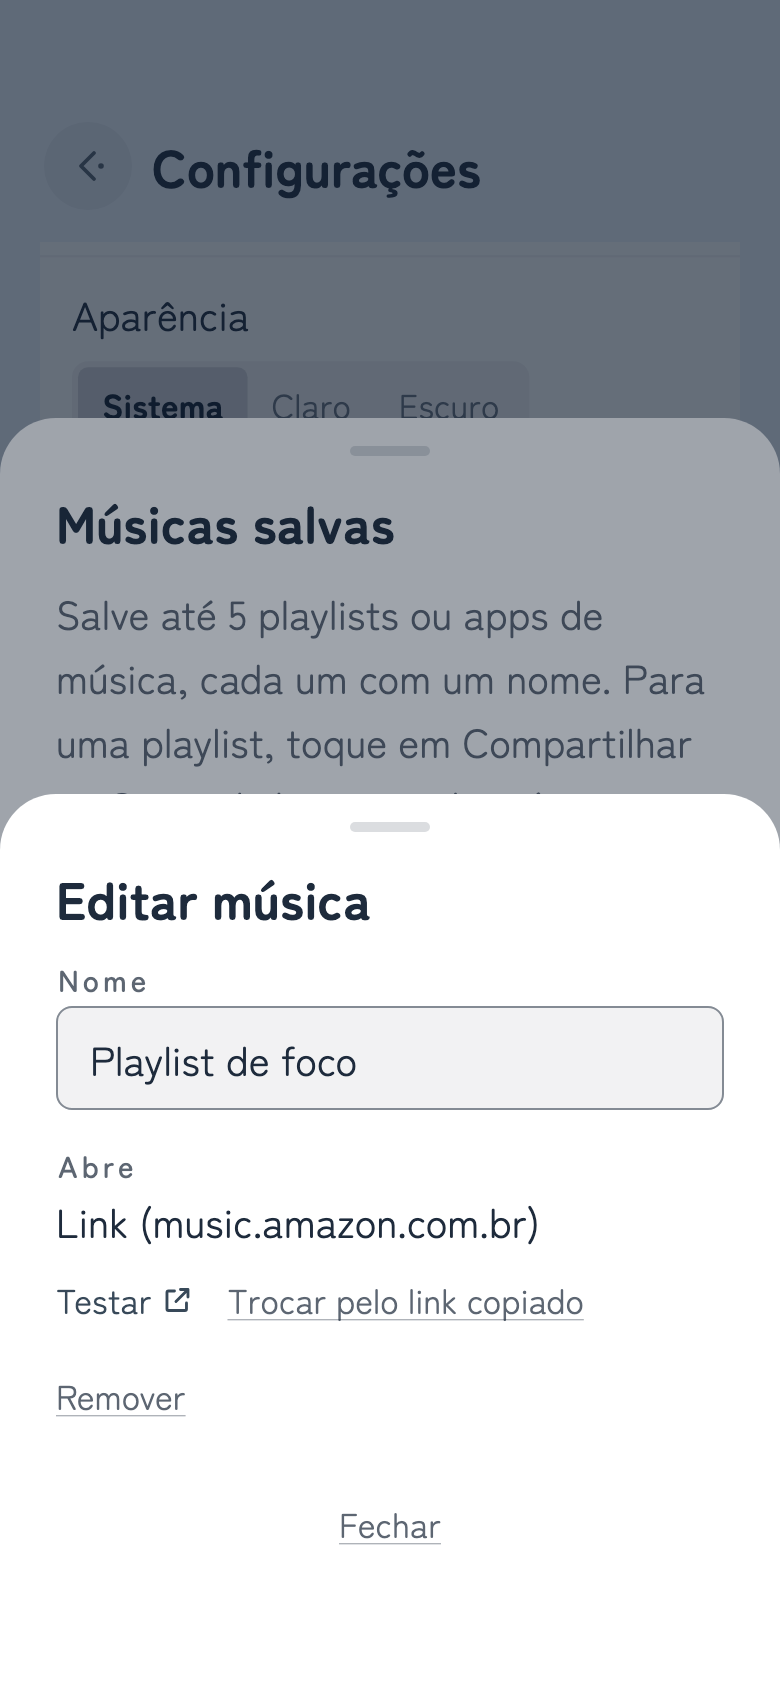 Configurações
Aparência
Sistema Claro Escuro
Músicas salvas
Salve até 5 playlists ou apps de
música, cada um com um nome. Para
uma playlist, toque em Compartilhar
Editar música
Nome
Playlist de foco
Abre
Link (music.amazon.com.br)
Testar Trocar pelo link copiado
Remover
Fechar